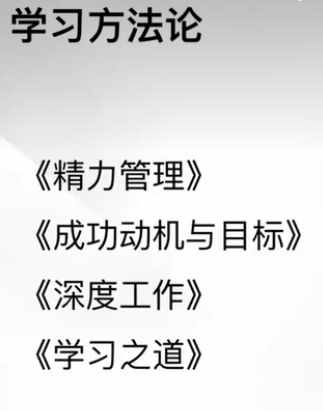 学习方法论
《精力管理》
《成功动机与目标》
《深度工作》
《学习之道》